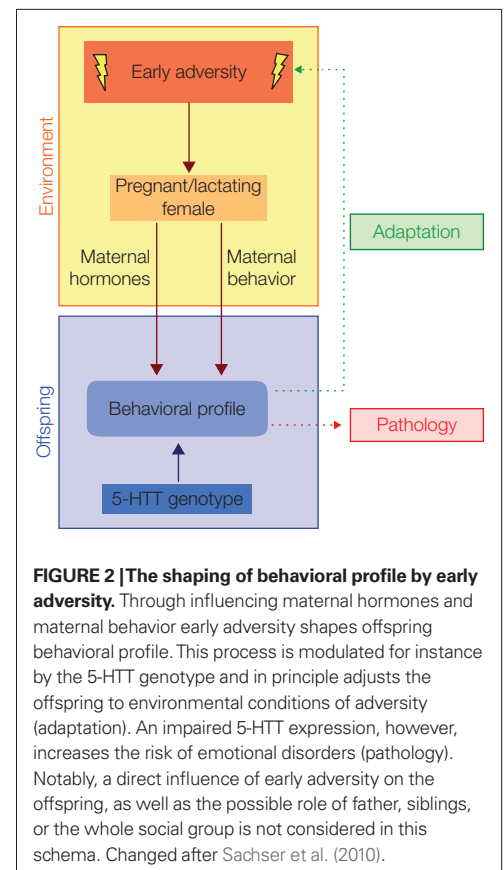 Environment
Early adversity
Pregnant/lactating
female
Maternal
hormones
Maternal
behavior
Adaptation
Offspring
Behavioral profile
Pathology
5-HTT genotype
FIGURE 2 | The shaping of behavioral profile by early
adversity. Through influencing maternal hormones and
maternal behavior early adversity shapes offspring
behavioral profile. This process is modulated for instance
by the 5-HTT genotype and in principle adjusts the
offspring to environmental conditions of adversity
(adaptation). An impaired 5-HTT expression, however,
increases the risk of emotional disorders (pathology).
Notably, a direct influence of early adversity on the
offspring, as well as the possible role of father, siblings,
or the whole social group is not considered in this
schema. Changed after Sachser et al. (2010).